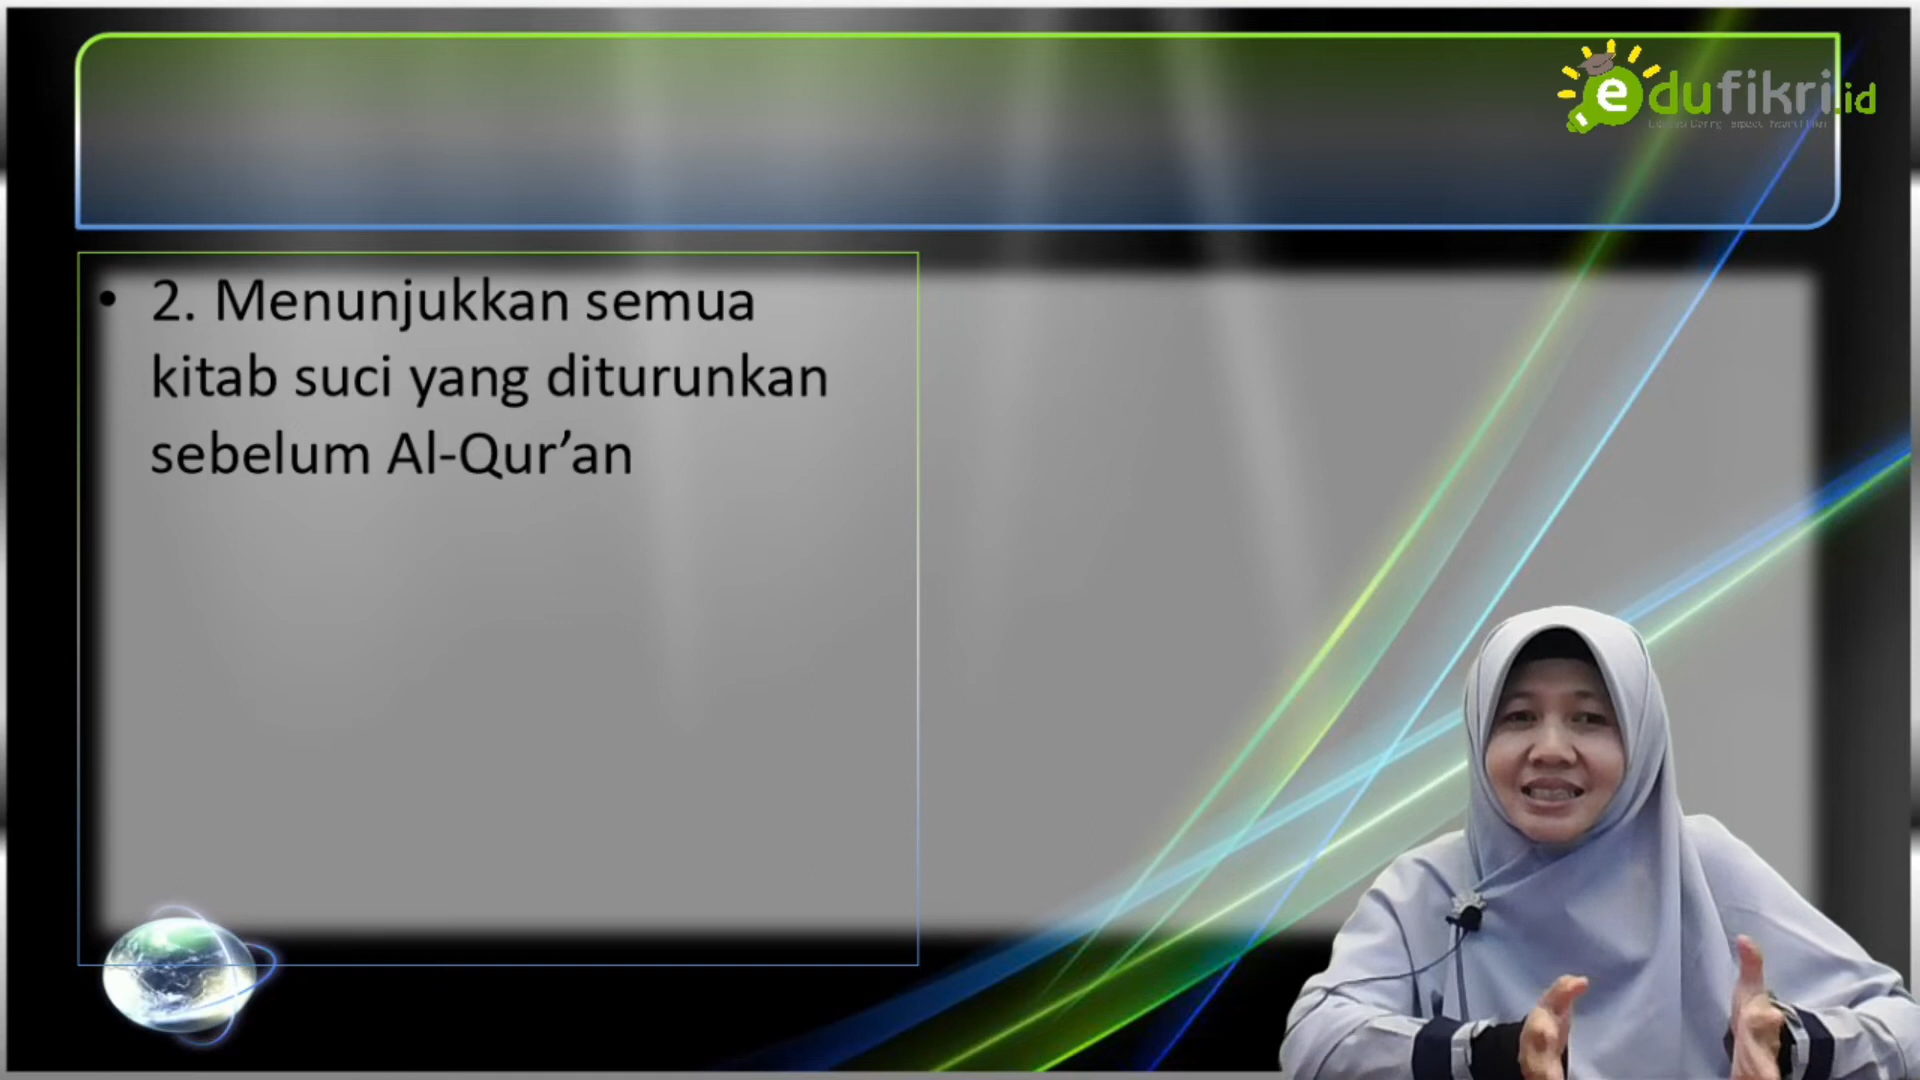 edufikri.id
• 2. Menunjukkan semua
kitab suci yang diturunkan
sebelum Al-Qur’an